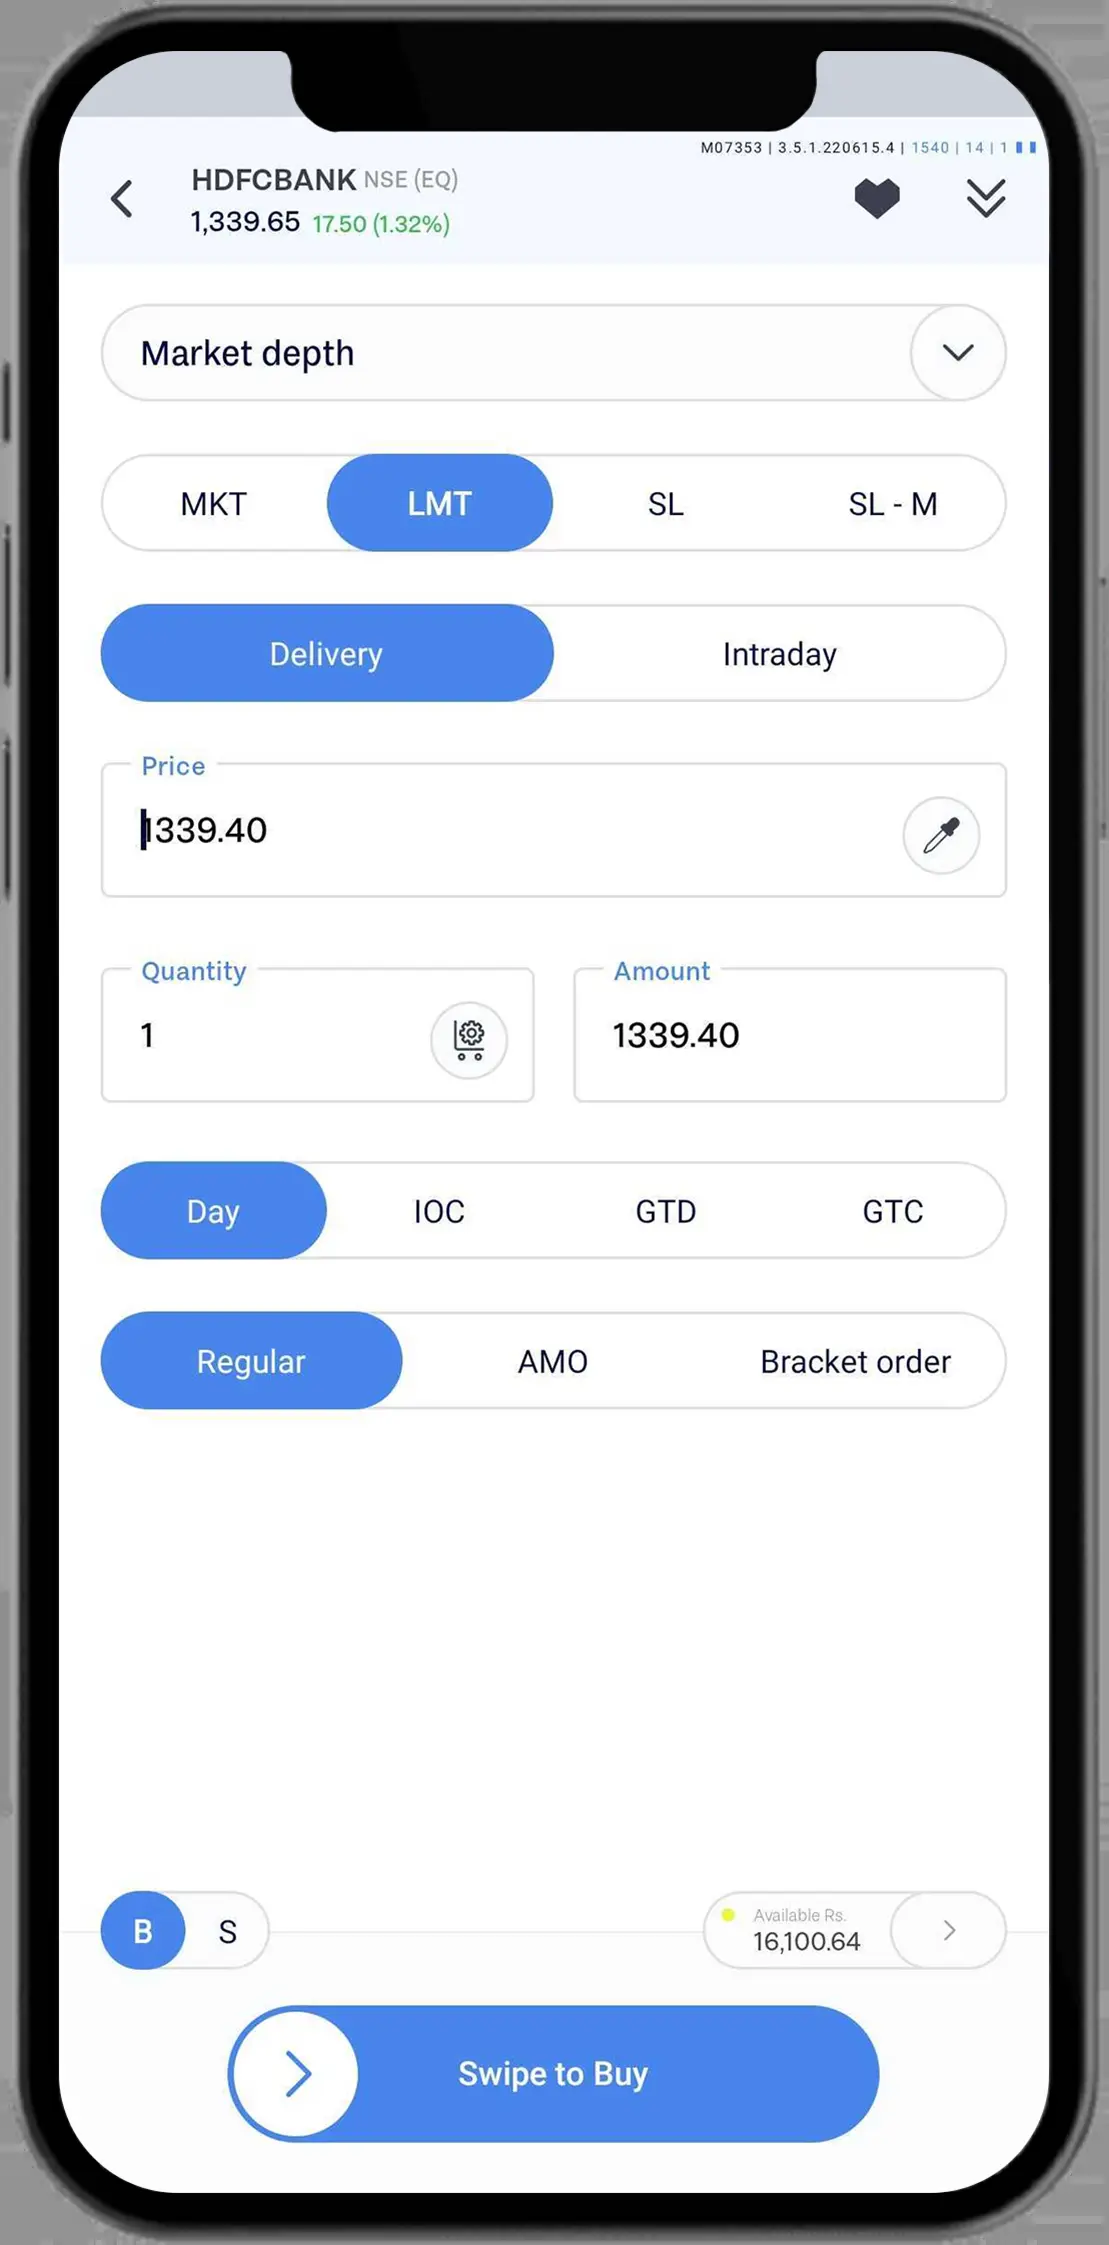 M07353 | 3.5.1.220615.4 | 1540 | 14 | 1
HDFCBANK NSE (EQ)
1,339.65 17.50 (1.32%)
Market depth
MKT LMT SL SL - M
Delivery Intraday
Price
1339.40
Quantity Amount
1 1339.40
Day IOC GTD GTC
Regular AMO Bracket order
B S
Available Rs.
16,100.64
Swipe to Buy